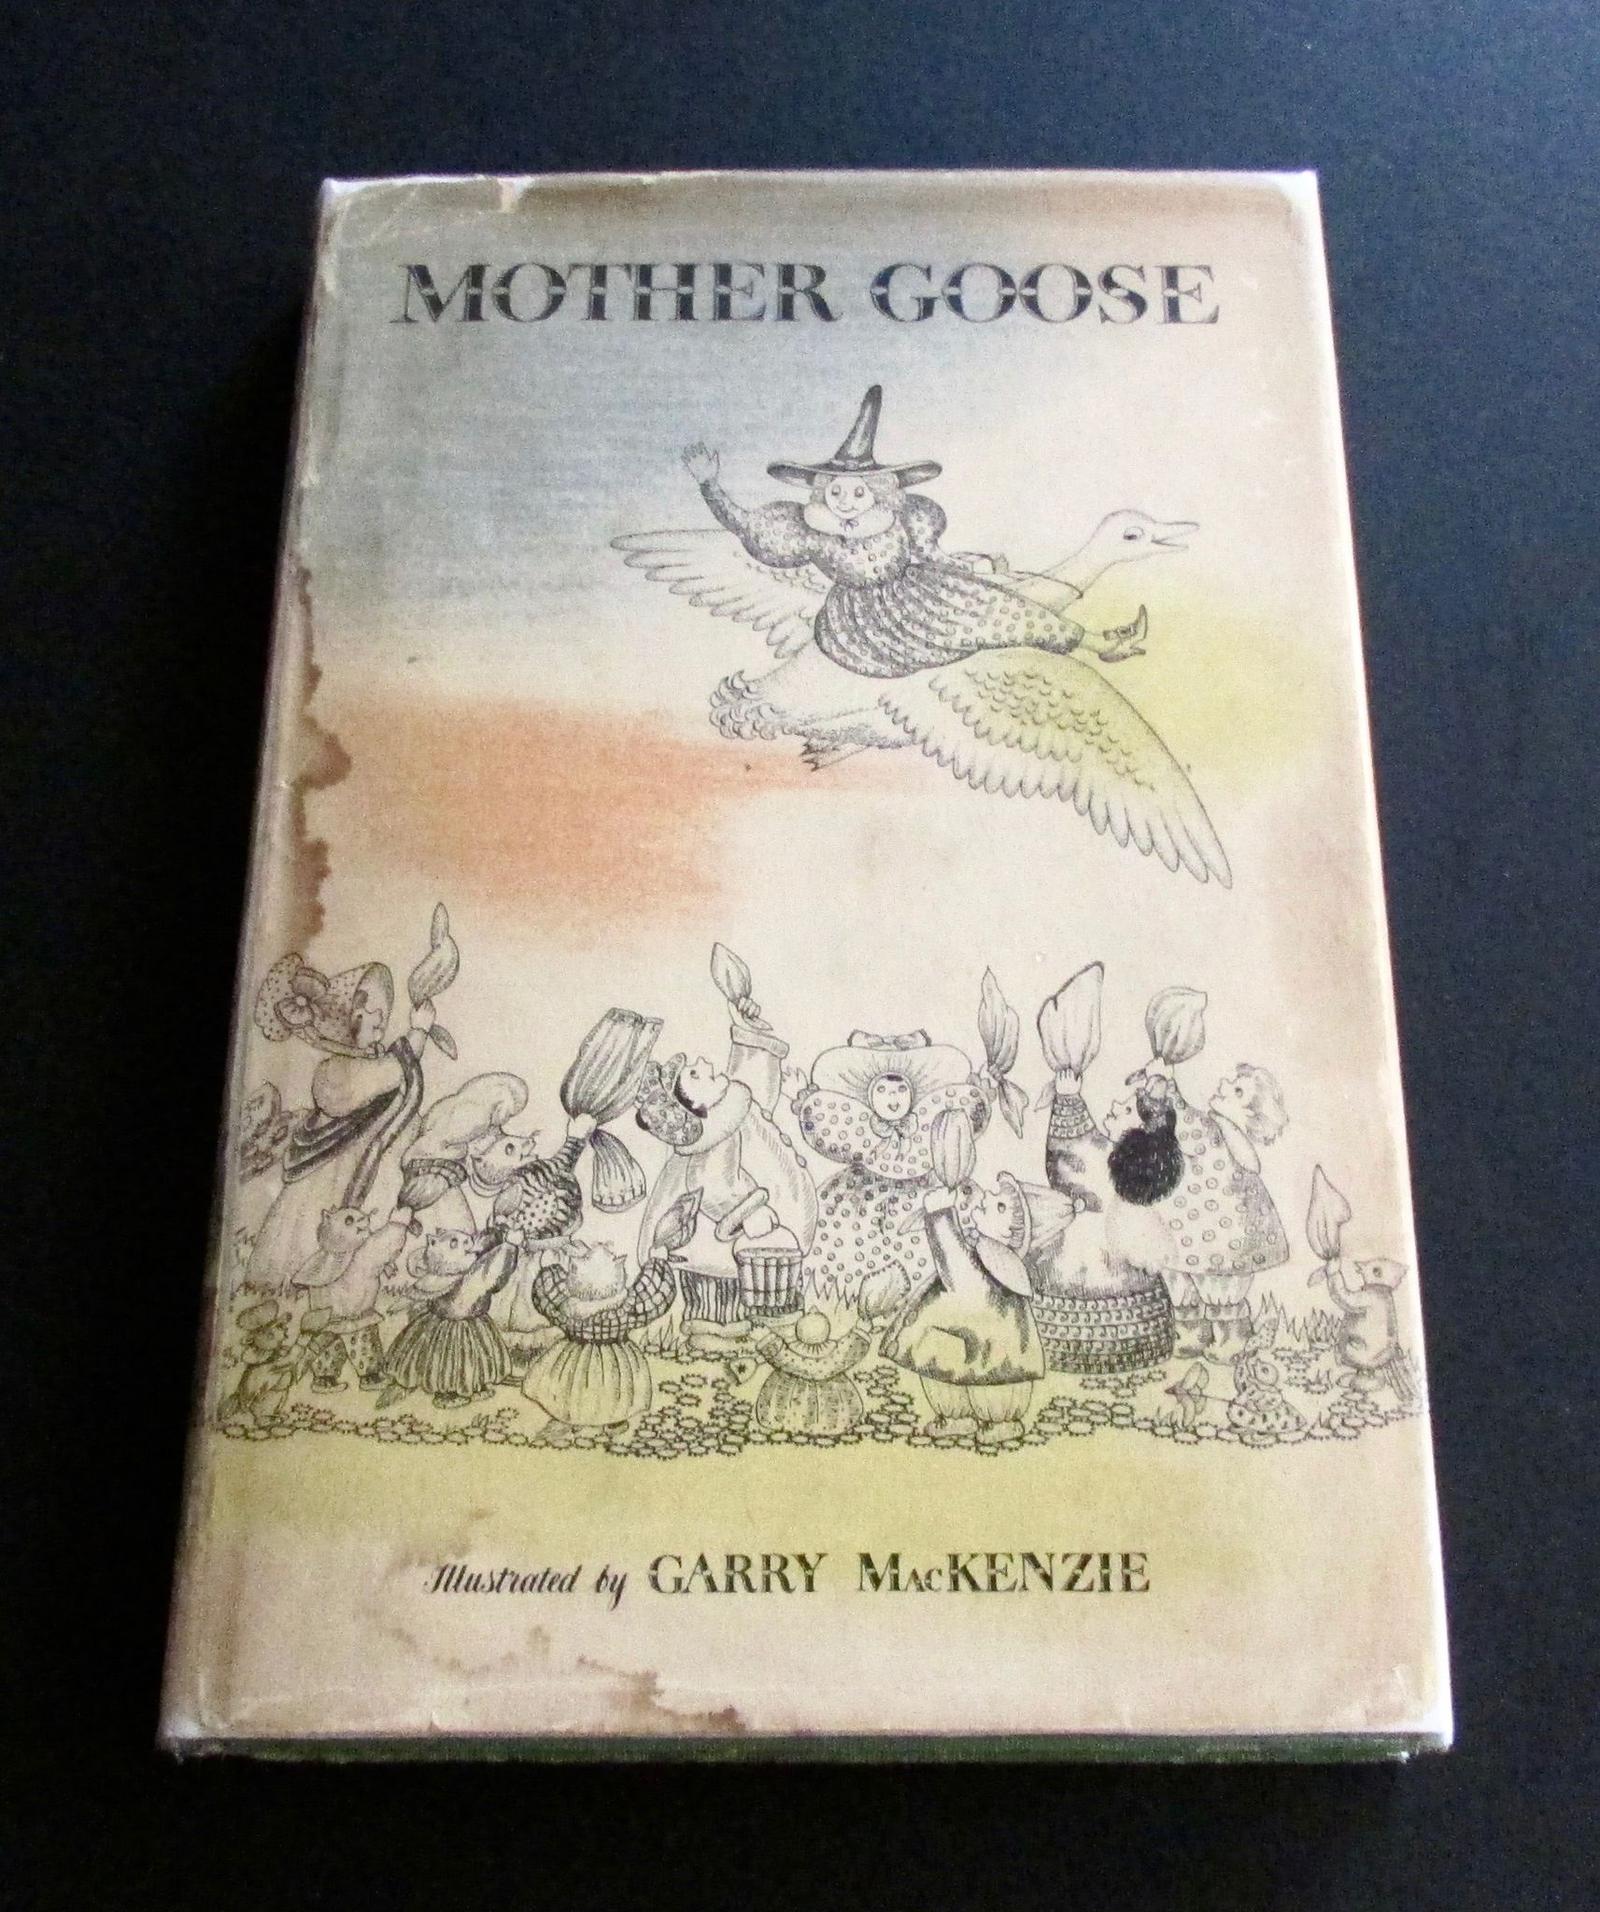 MOTHER GOOSE
Illustrated by GARRY MacKENZIE